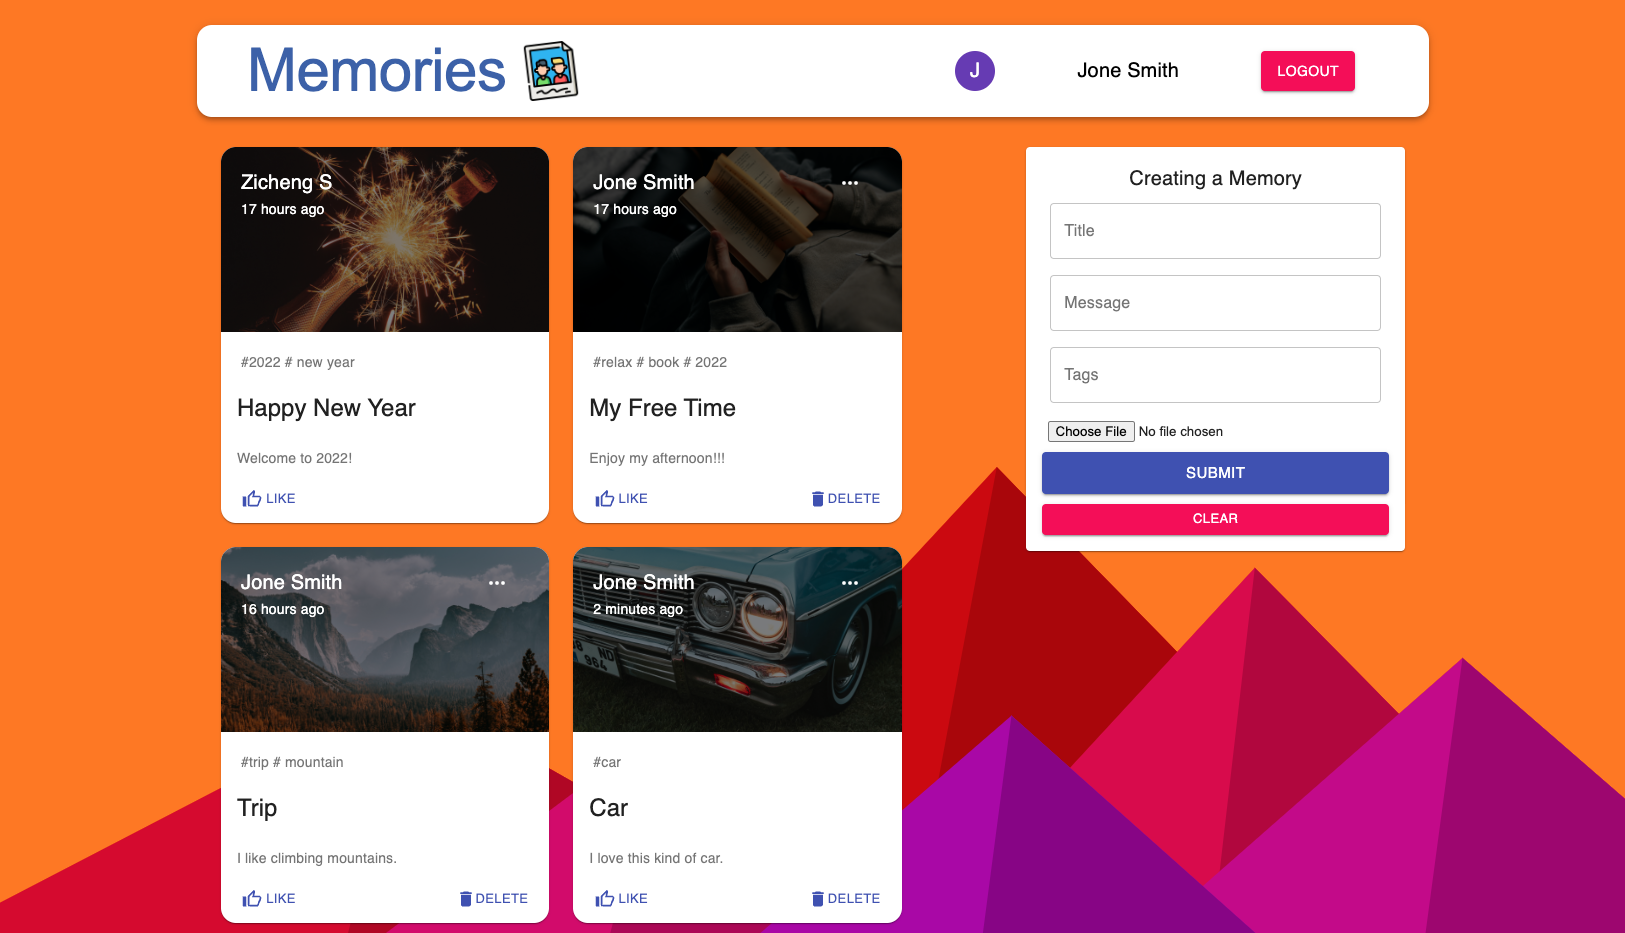 Memories
J
Jone Smith
LOGOUT
Zicheng S
17 hours ago
#2022 # new year
Happy New Year
Welcome to 2022!
LIKE
Jone Smith
17 hours ago
#relax # book # 2022
My Free Time
Enjoy my afternoon!!!
LIKE
DELETE
Jone Smith
16 hours ago
#trip # mountain
Trip
I like climbing mountains.
LIKE
DELETE
Jone Smith
2 minutes ago
ND
964
#car
Car
I love this kind of car.
LIKE
DELETE
Creating a Memory
Title
Message
Tags
Choose File No file chosen
SUBMIT
CLEAR